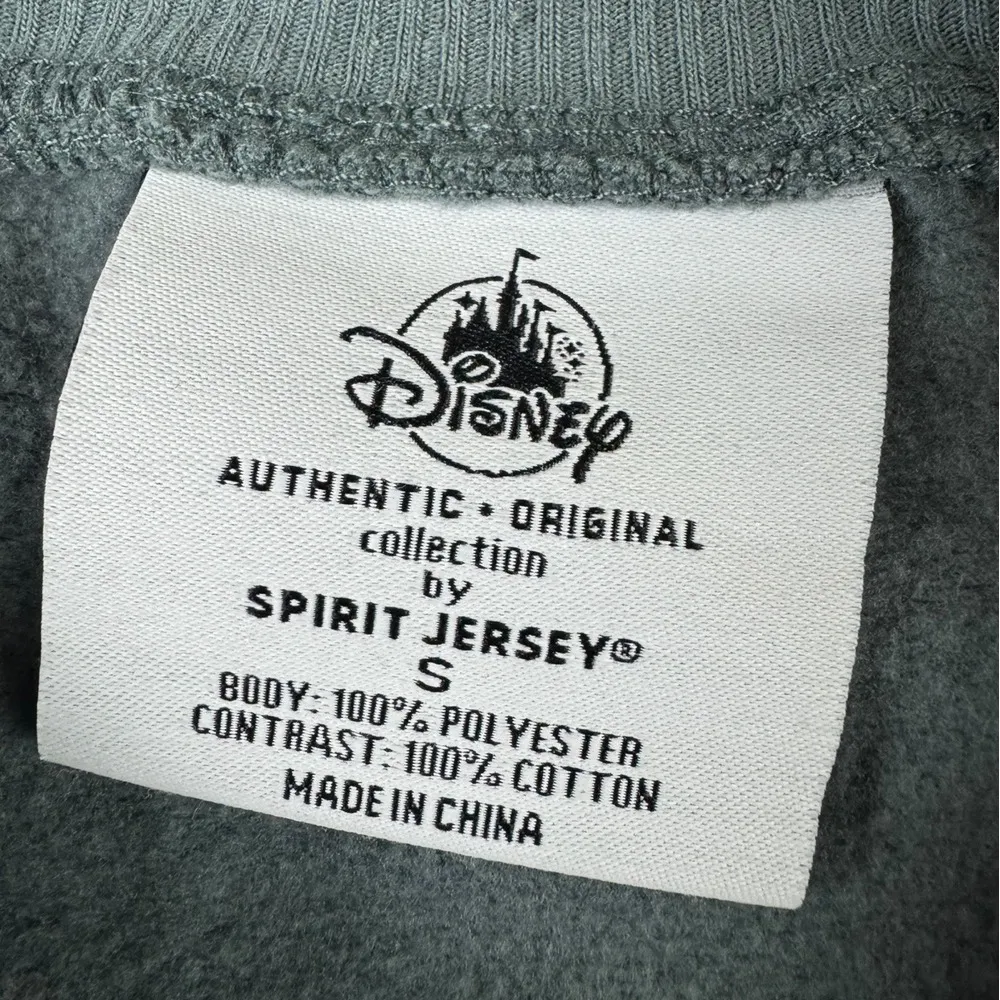 Disney
AUTHENTIC • ORIGINAL
collection
by
SPIRIT JERSEY®
S
BODY: 100% POLYESTER
CONTRAST: 100% COTTON
MADE IN CHINA